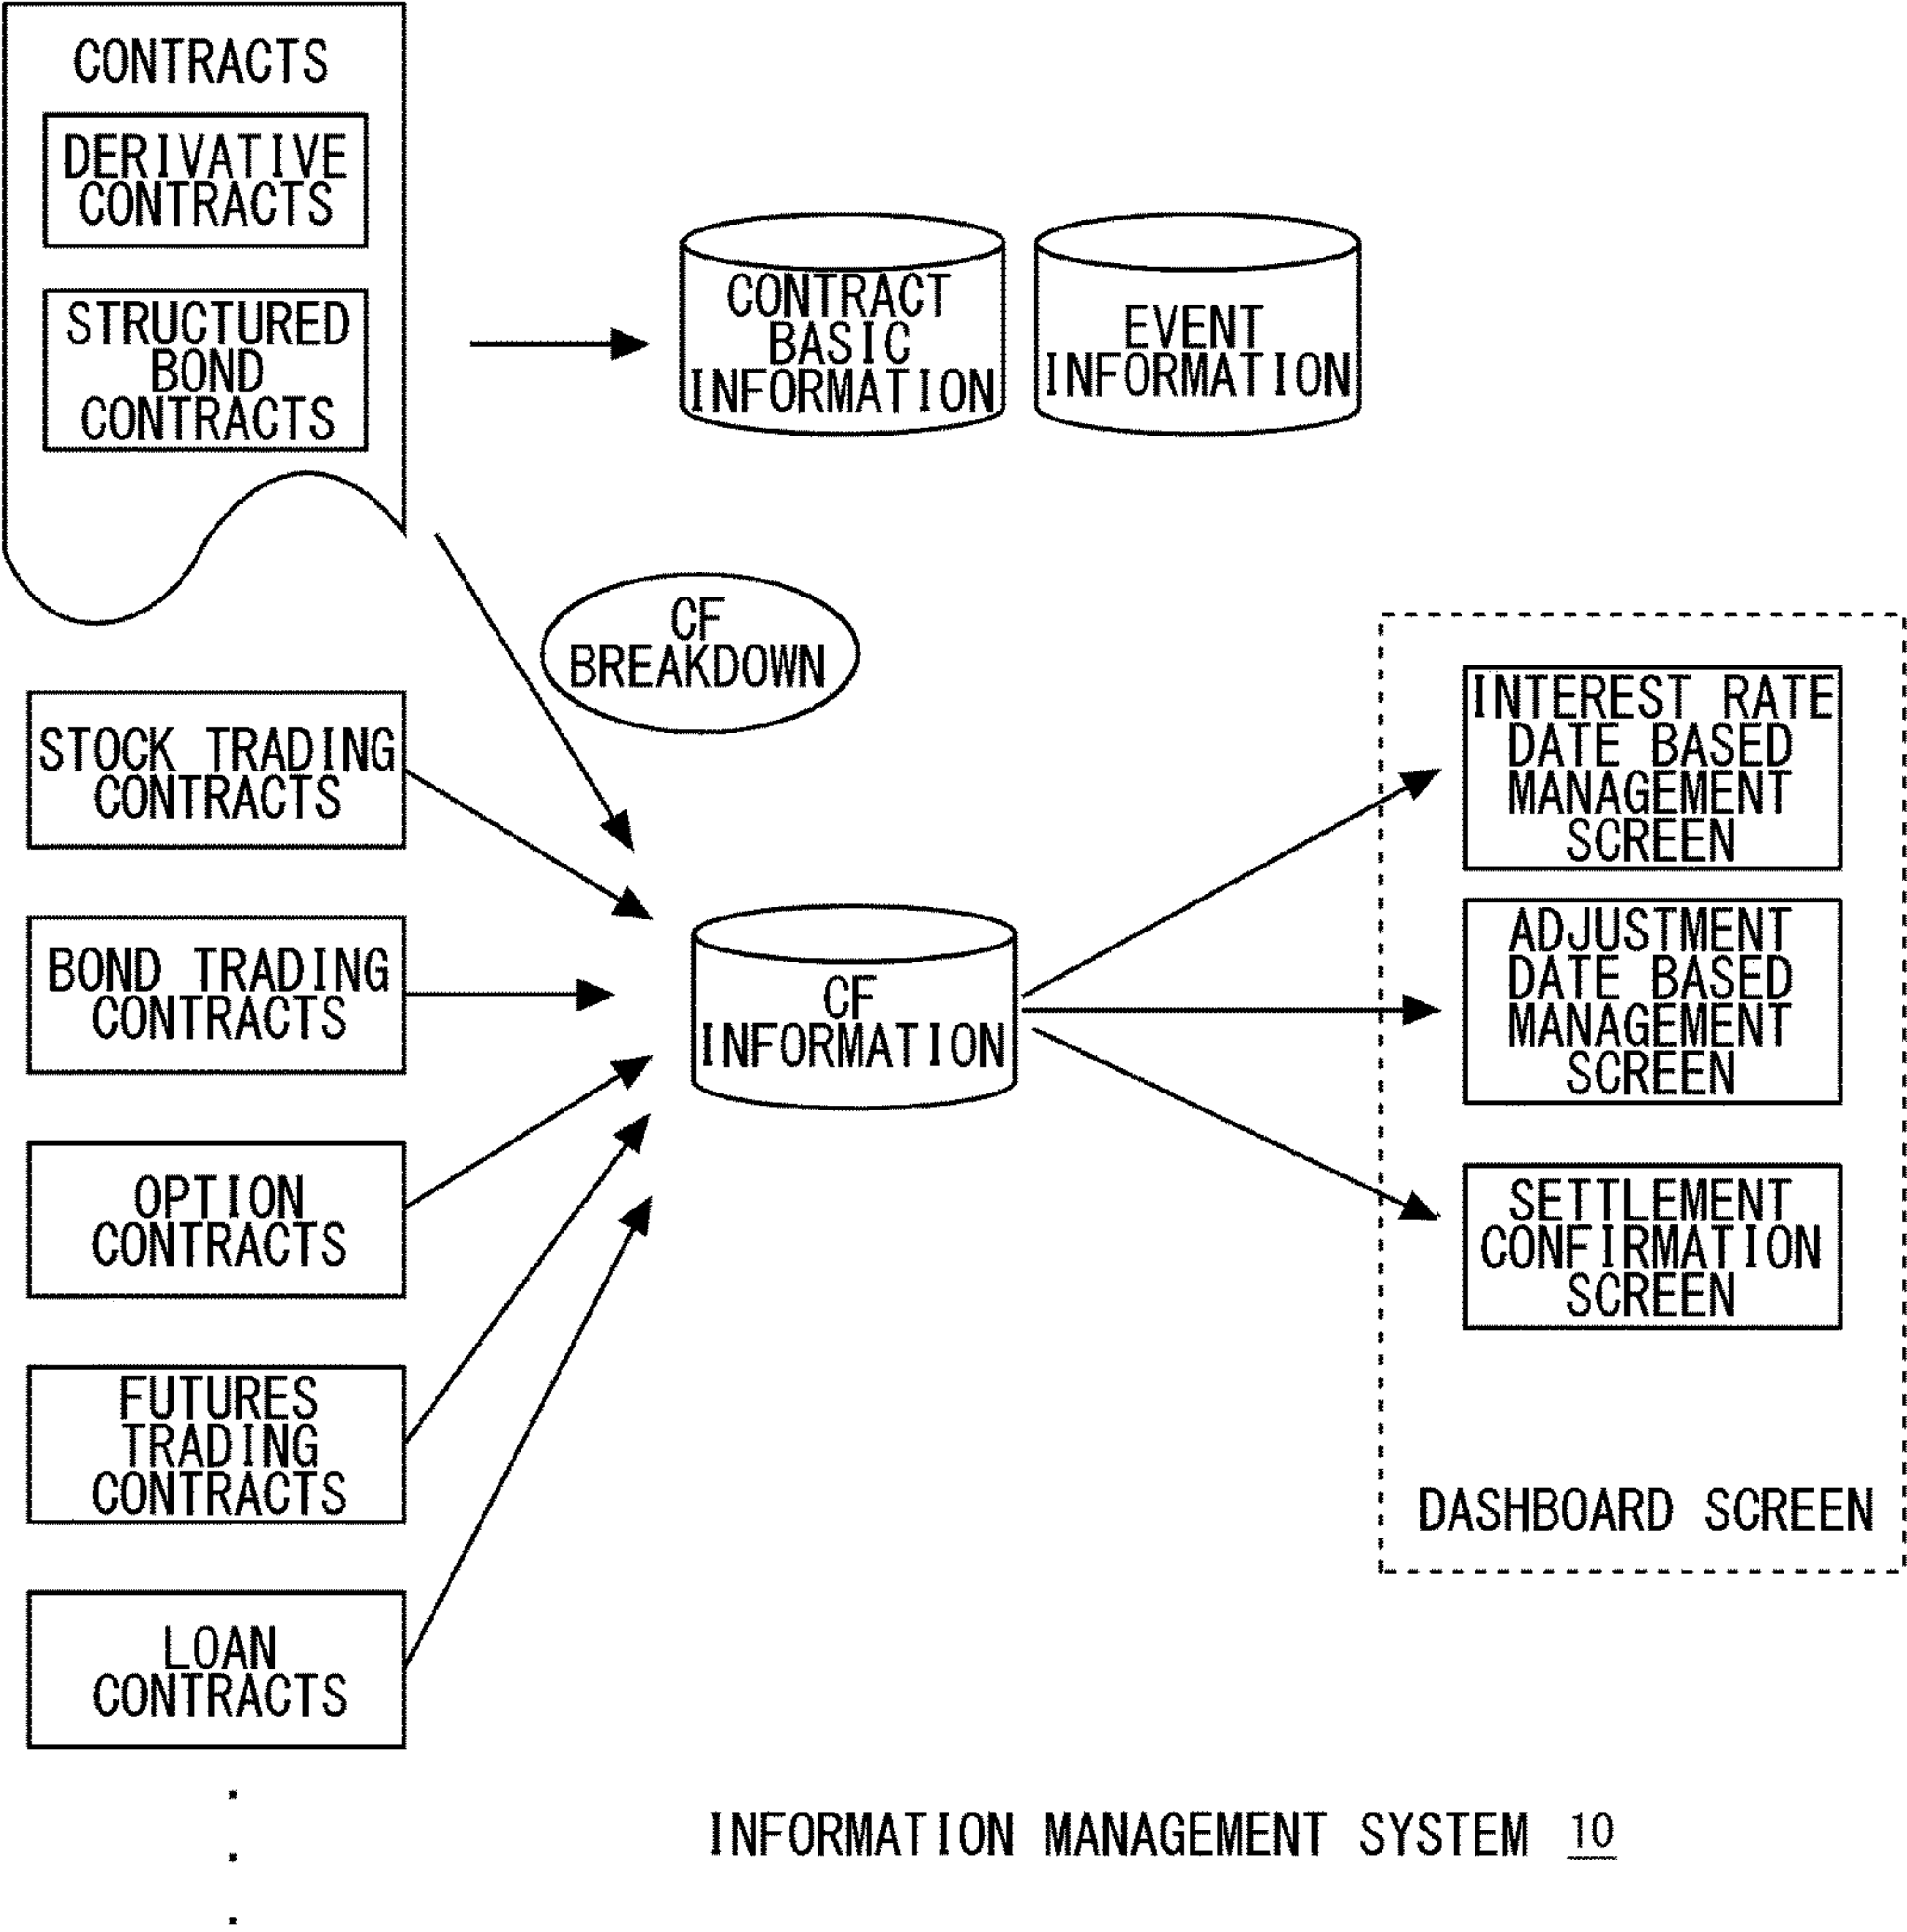 CONTRACTS
DERIVATIVE
CONTRACTS
STRUCTURED
BOND
CONTRACTS
CONTRACT
BASIC
INFORMATION
EVENT
INFORMATION
CF
BREAKDOWN
STOCK TRADING
CONTRACTS
BOND TRADING
CONTRACTS
OPTION
CONTRACTS
FUTURES
TRADING
CONTRACTS
LOAN
CONTRACTS
CF
INFORMATION
INTEREST RATE
DATE BASED
MANAGEMENT
SCREEN
ADJUSTMENT
DATE BASED
MANAGEMENT
SCREEN
SETTLEMENT
CONFIRMATION
SCREEN
DASHBOARD SCREEN
INFORMATION MANAGEMENT SYSTEM 10